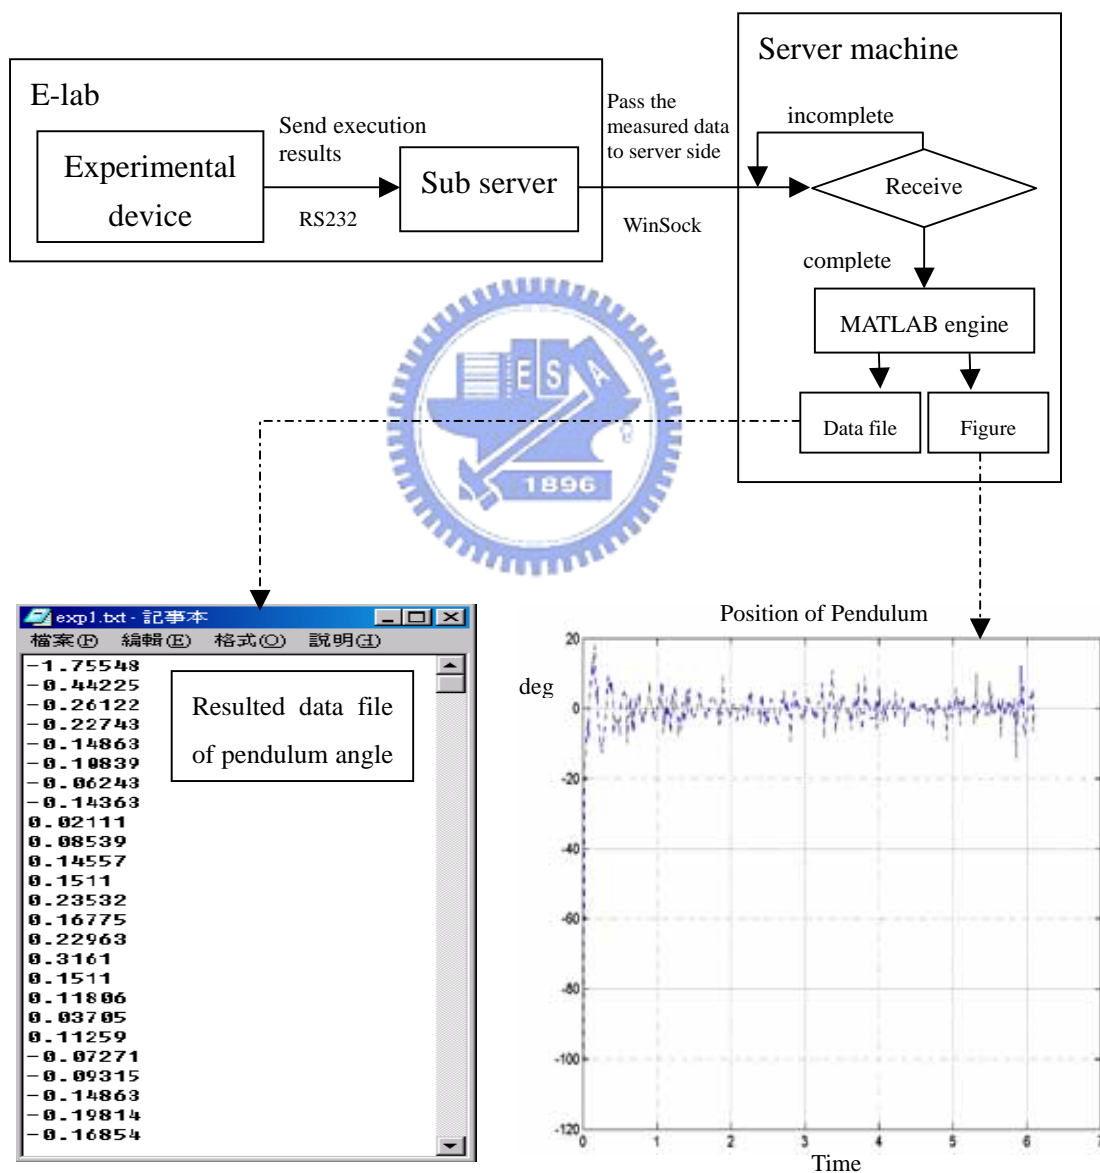 Server machine
E-lab
Pass the
measured data
to server side
incomplete
Send execution
results
Experimental
device
Sub server
Receive
RS232
WinSock
complete
MATLAB engine
Data file
Figure
E S A
1896
exp1.txt - 記事本
檔案(F) 編輯(E) 格式(O) 說明(H)
-1.75548
-0.44225
-0.26122
-0.22743
-0.14863
-0.10839
-0.06243
-0.14363
0.02111
0.08539
0.14557
0.1511
0.23532
0.16775
0.22963
0.3161
0.1511
0.11806
0.03705
0.11259
-0.07271
-0.09315
-0.14863
-0.19814
-0.16854
Resulted data file
of pendulum angle
Position of Pendulum
deg
20
0
-20
-40
-60
-80
-100
-120
0 1 2 3 4 5 6 7
Time